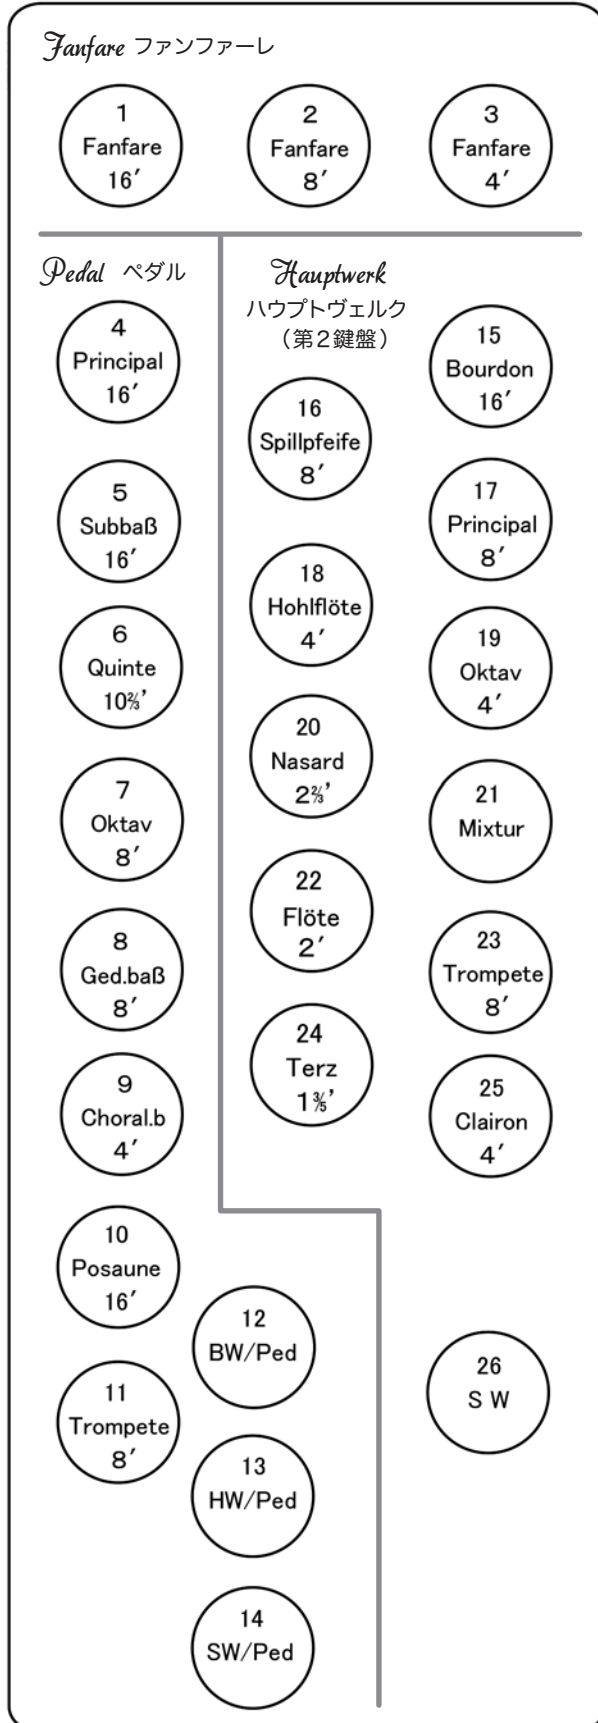 Fanfare ファンファーレ
1
Fanfare
16′
2
Fanfare
8′
3
Fanfare
4′
Pedal ペダル
4
Principal
16′
5
Subbaß
16′
6
Quinte
10⅔’
7
Oktav
8′
8
Ged.baß
8′
9
Choral.b
4′
10
Posaune
16′
11
Trompete
8′
12
BW/Ped
13
HW/Ped
14
SW/Ped
Hauptwerk
ハウプトヴェルク
（第2鍵盤）
15
Bourdon
16′
16
Spillpfeife
8′
17
Principal
8′
18
Hohlflöte
4′
19
Oktav
4′
20
Nasard
2⅔’
21
Mixtur
22
Flöte
2′
23
Trompete
8′
24
Terz
1⅗’
25
Clairon
4′
26
S W